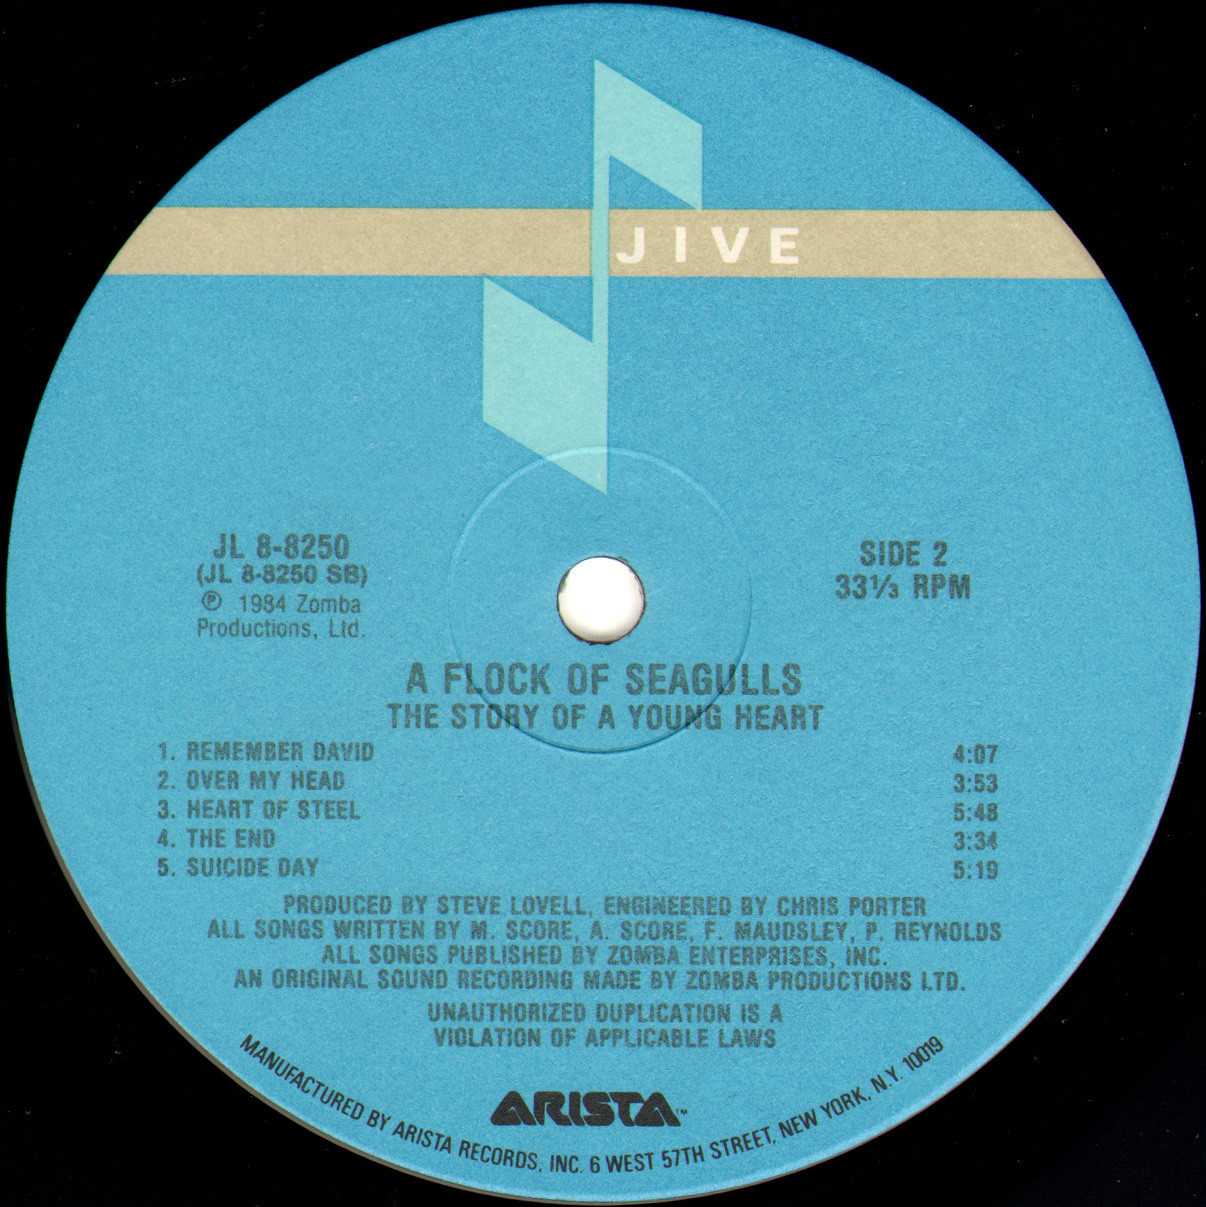 JIVE
JL 8-8250
(JL 8-8250 SB)
℗ 1984 Zomba
Productions, Ltd.
SIDE 2
33⅓ RPM
A FLOCK OF SEAGULLS
THE STORY OF A YOUNG HEART
1. REMEMBER DAVID 4:07
2. OVER MY HEAD 3:53
3. HEART OF STEEL 5:48
4. THE END 3:34
5. SUICIDE DAY 5:19
PRODUCED BY STEVE LOVELL, ENGINEERED BY CHRIS PORTER
ALL SONGS WRITTEN BY M. SCORE, A. SCORE, F. MAUDSLEY, P. REYNOLDS
ALL SONGS PUBLISHED BY ZOMBA ENTERPRISES, INC.
AN ORIGINAL SOUND RECORDING MADE BY ZOMBA PRODUCTIONS LTD.
UNAUTHORIZED DUPLICATION IS A
VIOLATION OF APPLICABLE LAWS
ARISTA™
MANUFACTURED BY ARISTA RECORDS, INC. 6 WEST 57TH STREET, NEW YORK, N.Y. 10019